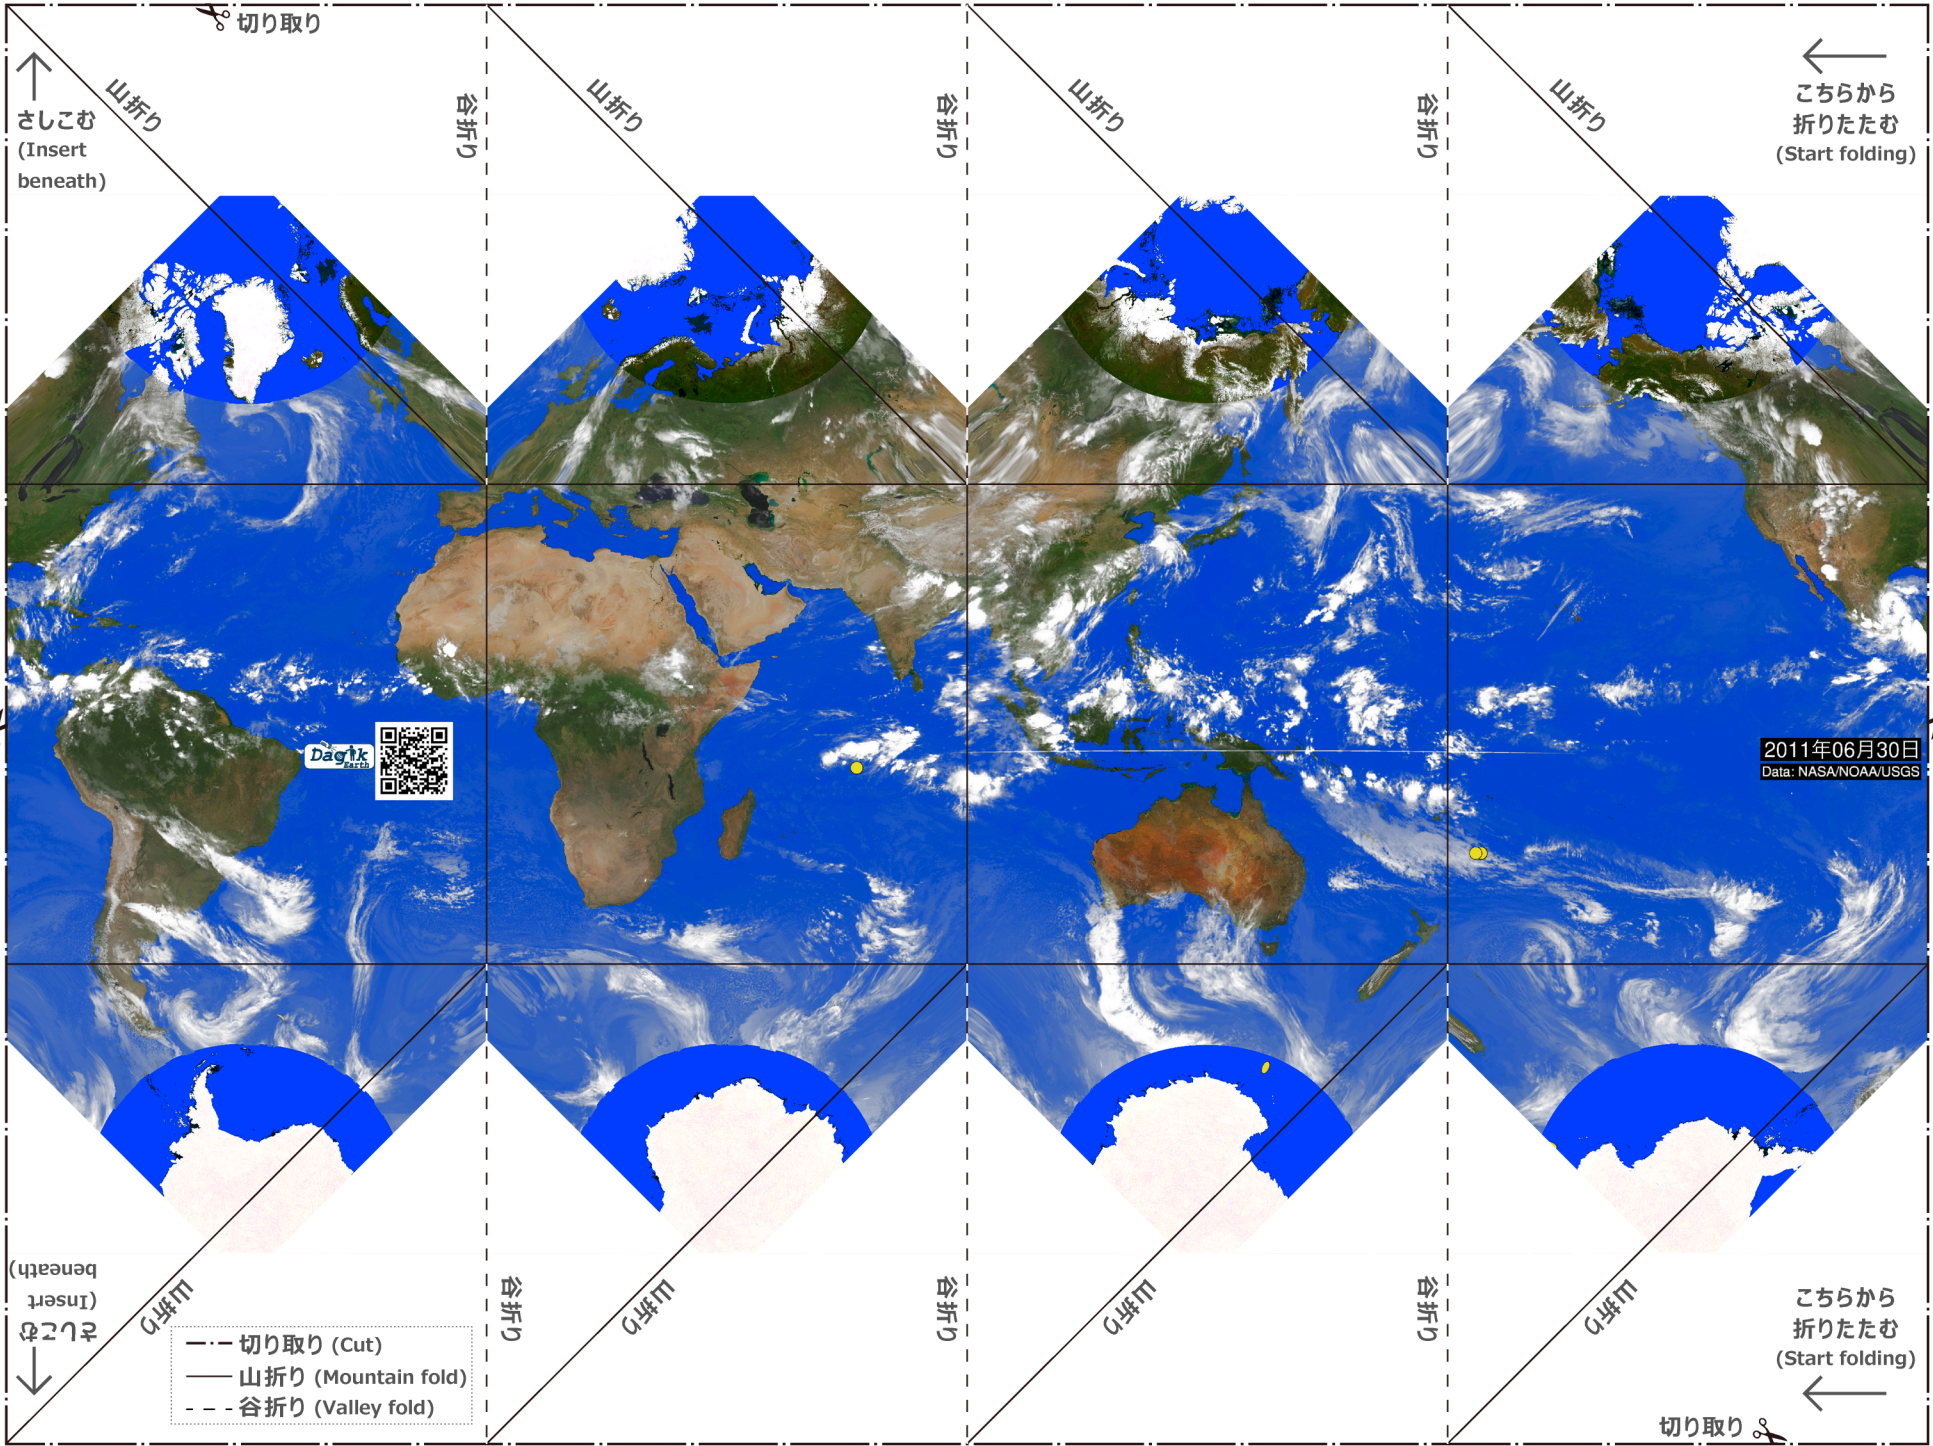 切り取り
山折り
谷折り
山折り
谷折り
山折り
谷折り
山折り
さしこむ
(Insert
beneath)
こちらから
折りたたむ
(Start folding)
Dagik
Earth
2011年06月30日
Data: NASA/NOAA/USGS
さしこむ
(Insert
beneath)
山折り
谷折り
山折り
谷折り
山折り
谷折り
山折り
こちらから
折りたたむ
(Start folding)
切り取り (Cut)
山折り (Mountain fold)
谷折り (Valley fold)
切り取り